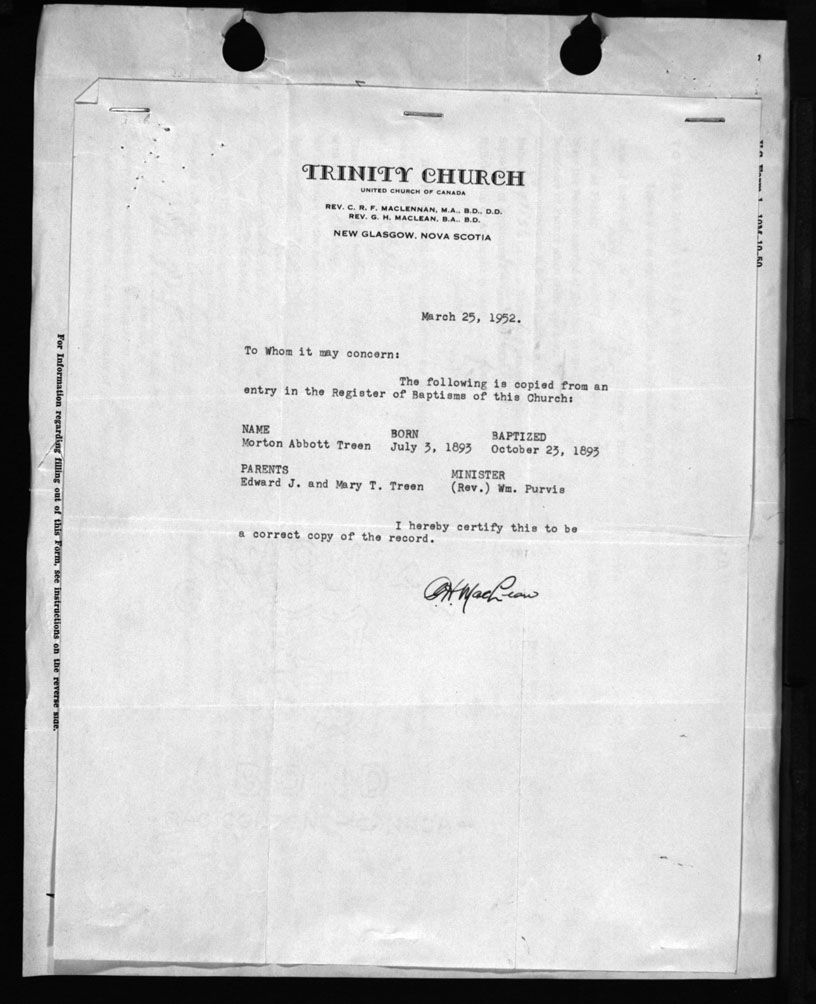 TRINITY CHURCH
UNITED CHURCH OF CANADA
REV. C. R. F. MACLENNAN, M.A., B.D., D.D.
REV. G. H. MACLEAN, B.A., B.D.
NEW GLASGOW, NOVA SCOTIA
March 25, 1952.
To Whom it may concern:
The following is copied from an
entry in the Register of Baptisms of this Church:
NAME BORN BAPTIZED
Morton Abbott Treen July 3, 1893 October 23, 1893
PARENTS MINISTER
Edward J. and Mary T. Treen (Rev.) Wm. Purvis
I hereby certify this to be
a correct copy of the record.
G.H. MacLean
For Information regarding filling out of this Form, see instructions on the reverse side.